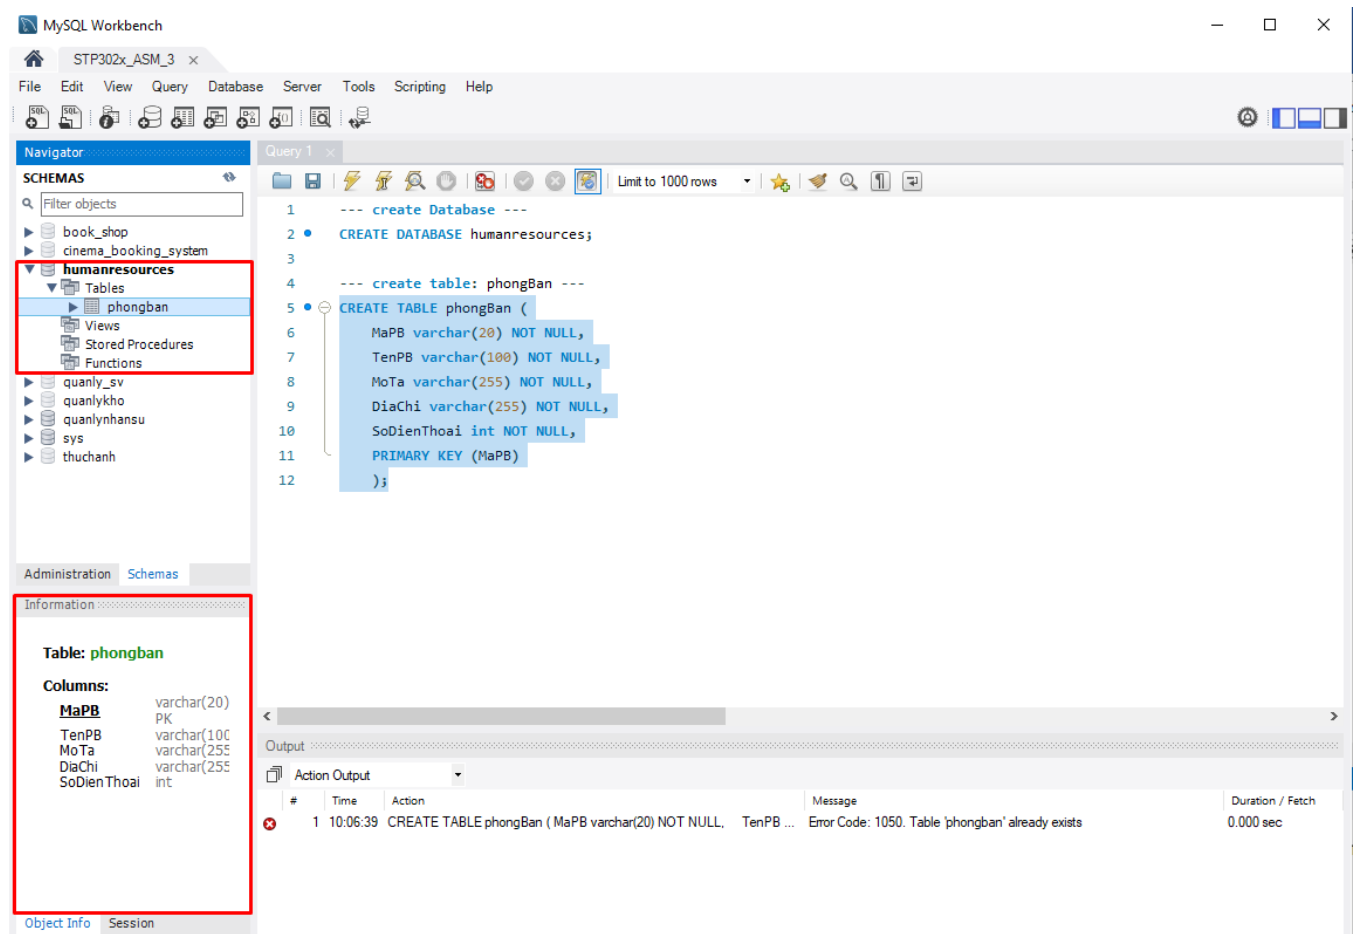 MySQL Workbench
STP302x_ASM_3
File Edit View Query Database Server Tools Scripting Help
Navigator
SCHEMAS
Filter objects
book_shop
cinema_booking_system
humanresources
Tables
phongban
Views
Stored Procedures
Functions
quanly_sv
quanlykho
quanlynhansu
sys
thuchanh
Administration Schemas
Information
Table: phongban
Columns:
MaPB varchar(20)
PK
TenPB varchar(100
MoTa varchar(255
DiaChi varchar(255
SoDienThoai int
Object Info Session
Query 1
Limit to 1000 rows
1 --- create Database ---
2 CREATE DATABASE humanresources;
3
4 --- create table: phongBan ---
5 CREATE TABLE phongBan (
6 MaPB varchar(20) NOT NULL,
7 TenPB varchar(100) NOT NULL,
8 MoTa varchar(255) NOT NULL,
9 DiaChi varchar(255) NOT NULL,
10 SoDienThoai int NOT NULL,
11 PRIMARY KEY (MaPB)
12 );
Output
Action Output
# Time Action Message Duration / Fetch
1 10:06:39 CREATE TABLE phongBan ( MaPB varchar(20) NOT NULL, TenPB ... Error Code: 1050. Table 'phongban' already exists 0.000 sec